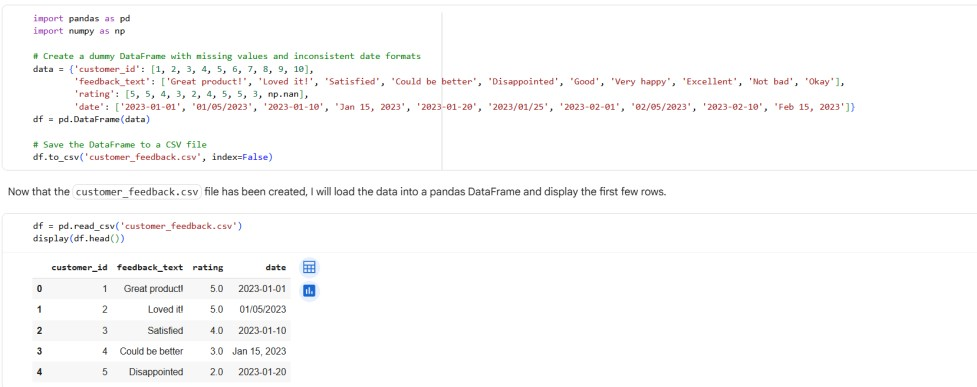 import pandas as pd
import numpy as np
# Create a dummy DataFrame with missing values and inconsistent date formats
data = {'customer_id': [1, 2, 3, 4, 5, 6, 7, 8, 9, 10],
'feedback_text': ['Great product!', 'Loved it!', 'Satisfied', 'Could be better', 'Disappointed', 'Good', 'Very happy', 'Excellent', 'Not bad', 'Okay'],
'rating': [5, 5, 4, 3, 2, 4, 5, 5, 3, np.nan],
'date': ['2023-01-01', '01/05/2023', '2023-01-10', 'Jan 15, 2023', '2023-01-20', '2023/01/25', '2023-02-01', '02/05/2023', '2023-02-10', 'Feb 15, 2023']}
df = pd.DataFrame(data)
# Save the DataFrame to a CSV file
df.to_csv('customer_feedback.csv', index=False)
Now that the customer_feedback.csv file has been created, I will load the data into a pandas DataFrame and display the first few rows.
df = pd.read_csv('customer_feedback.csv')
display(df.head())
customer_id feedback_text rating date
0 1 Great product! 5.0 2023-01-01
1 2 Loved it! 5.0 01/05/2023
2 3 Satisfied 4.0 2023-01-10
3 4 Could be better 3.0 Jan 15, 2023
4 5 Disappointed 2.0 2023-01-20